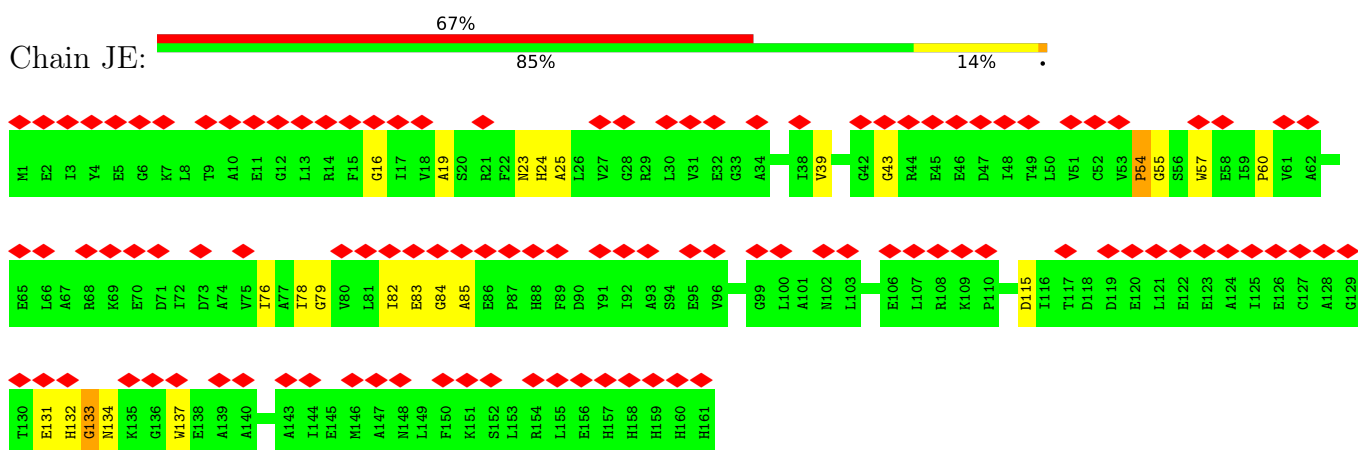 67%
Chain JE:
85% 14% •
M1 E2 I3 Y4 E5 G6 K7 L8 T9 A10 E11 G12 L13 R14 F15 G16 I17 V18 A19 S20 R21 F22 N23 H24 A25 L26 V27 G28 R29 L30 V31 E32 G33 A34 I38 V39 G42 G43 R44 E45 E46 D47 I48 T49 L50 V51 C52 V53 P54 G55 S56 W57 E58 I59 P60 V61 A62
E65 L66 A67 R68 K69 E70 D71 I72 D73 A74 V75 I76 A77 I78 G79 V80 L81 I82 E83 G84 A85 E86 P87 H88 F89 D90 Y91 I92 A93 S94 E95 V96 G99 L100 A101 N102 L103 E106 L107 R108 K109 P110 D115 I116 T117 D118 D119 E120 L121 E122 E123 A124 I125 E126 C127 A128 G129
T130 E131 H132 G133 N134 K135 G136 W137 E138 A139 A140 A143 I144 E145 M146 A147 N148 L149 F150 K151 S152 L153 R154 L155 E156 H157 H158 H159 H160 H161